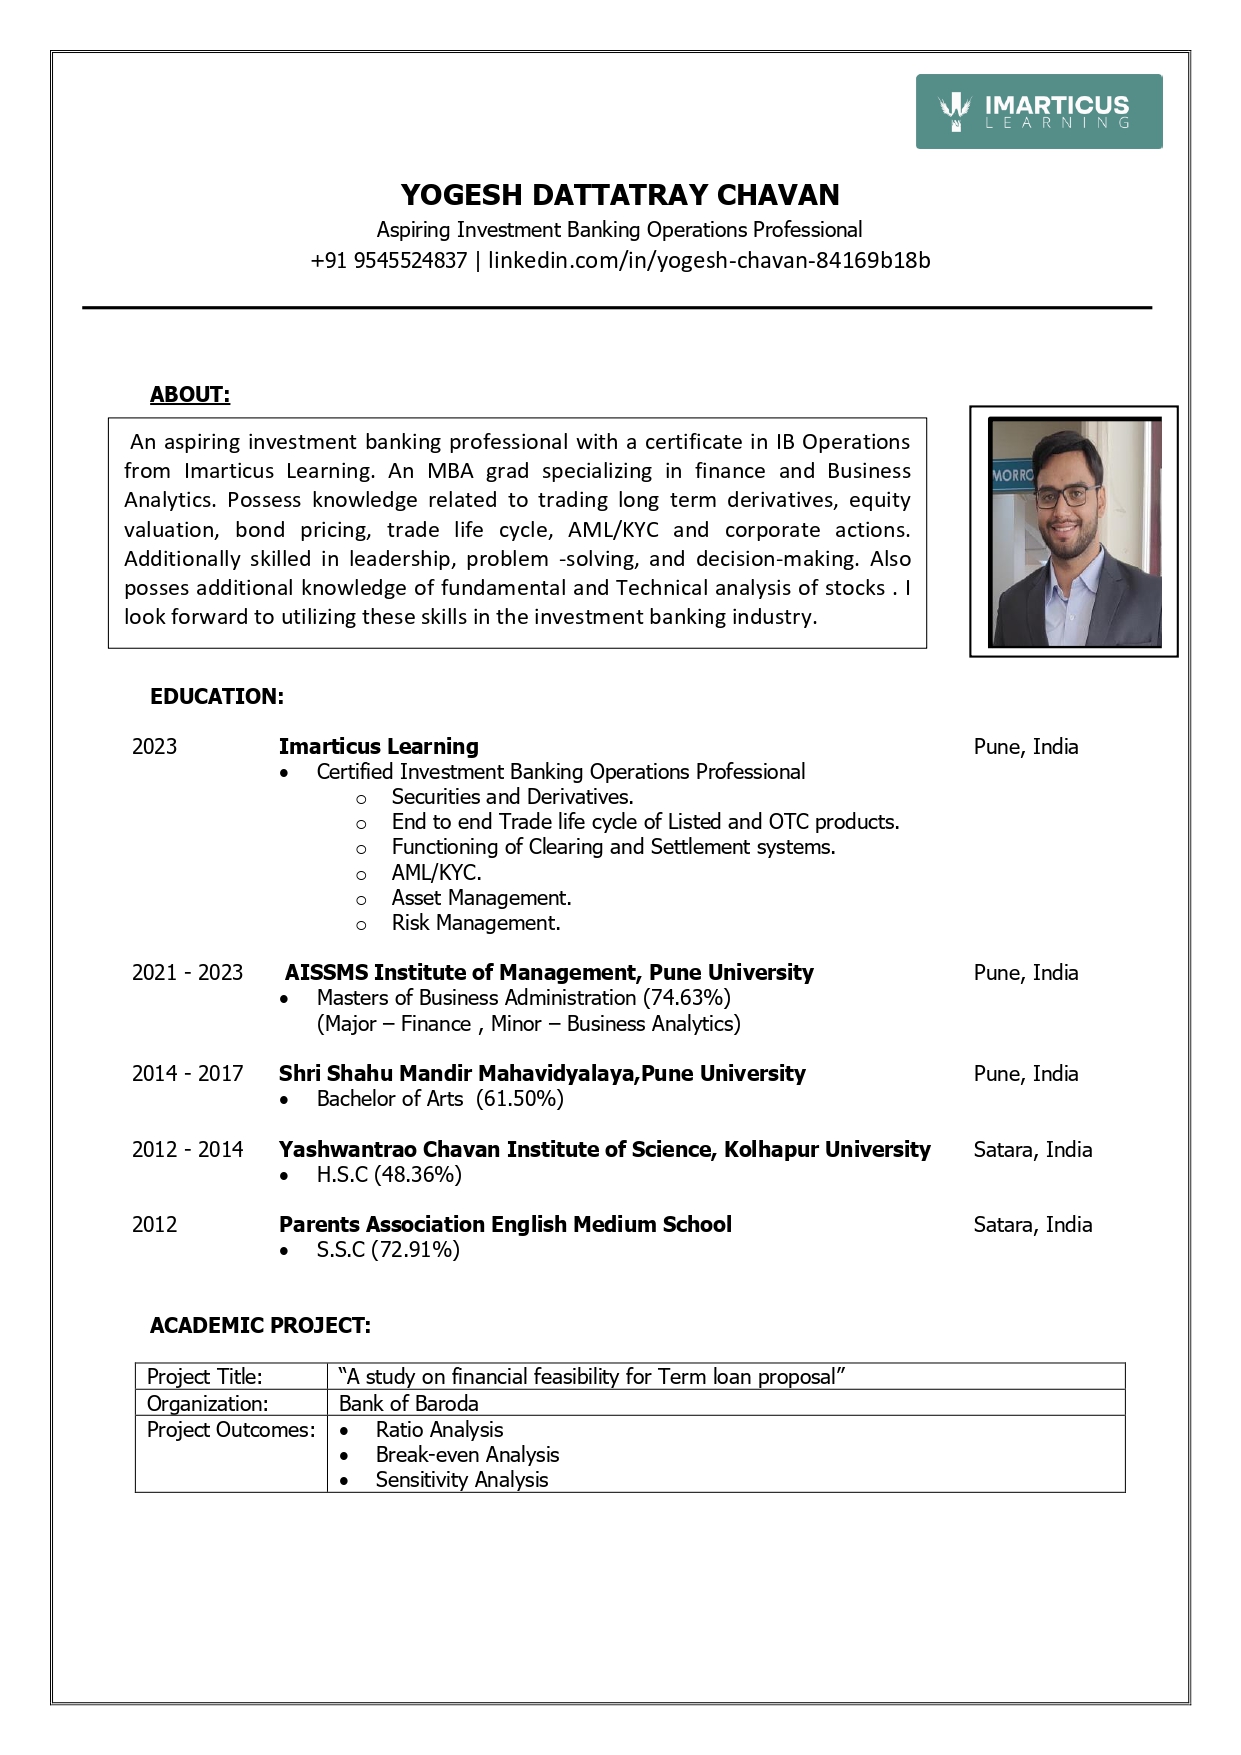 IMARTICUS
LEARNING
YOGESH DATTATRAY CHAVAN
Aspiring Investment Banking Operations Professional
+91 9545524837 | linkedin.com/in/yogesh-chavan-84169b18b
ABOUT:
An aspiring investment banking professional with a certificate in IB Operations
from Imarticus Learning. An MBA grad specializing in finance and Business
Analytics. Possess knowledge related to trading long term derivatives, equity
valuation, bond pricing, trade life cycle, AML/KYC and corporate actions.
Additionally skilled in leadership, problem -solving, and decision-making. Also
posses additional knowledge of fundamental and Technical analysis of stocks . I
look forward to utilizing these skills in the investment banking industry.
MORRO
EDUCATION:
2023 Imarticus Learning Pune, India
• Certified Investment Banking Operations Professional
o Securities and Derivatives.
o End to end Trade life cycle of Listed and OTC products.
o Functioning of Clearing and Settlement systems.
o AML/KYC.
o Asset Management.
o Risk Management.
2021 - 2023 AISSMS Institute of Management, Pune University Pune, India
• Masters of Business Administration (74.63%)
(Major – Finance , Minor – Business Analytics)
2014 - 2017 Shri Shahu Mandir Mahavidyalaya,Pune University Pune, India
• Bachelor of Arts (61.50%)
2012 - 2014 Yashwantrao Chavan Institute of Science, Kolhapur University Satara, India
• H.S.C (48.36%)
2012 Parents Association English Medium School Satara, India
• S.S.C (72.91%)
ACADEMIC PROJECT:
Project Title: “A study on financial feasibility for Term loan proposal”
Organization: Bank of Baroda
Project Outcomes: • Ratio Analysis
• Break-even Analysis
• Sensitivity Analysis